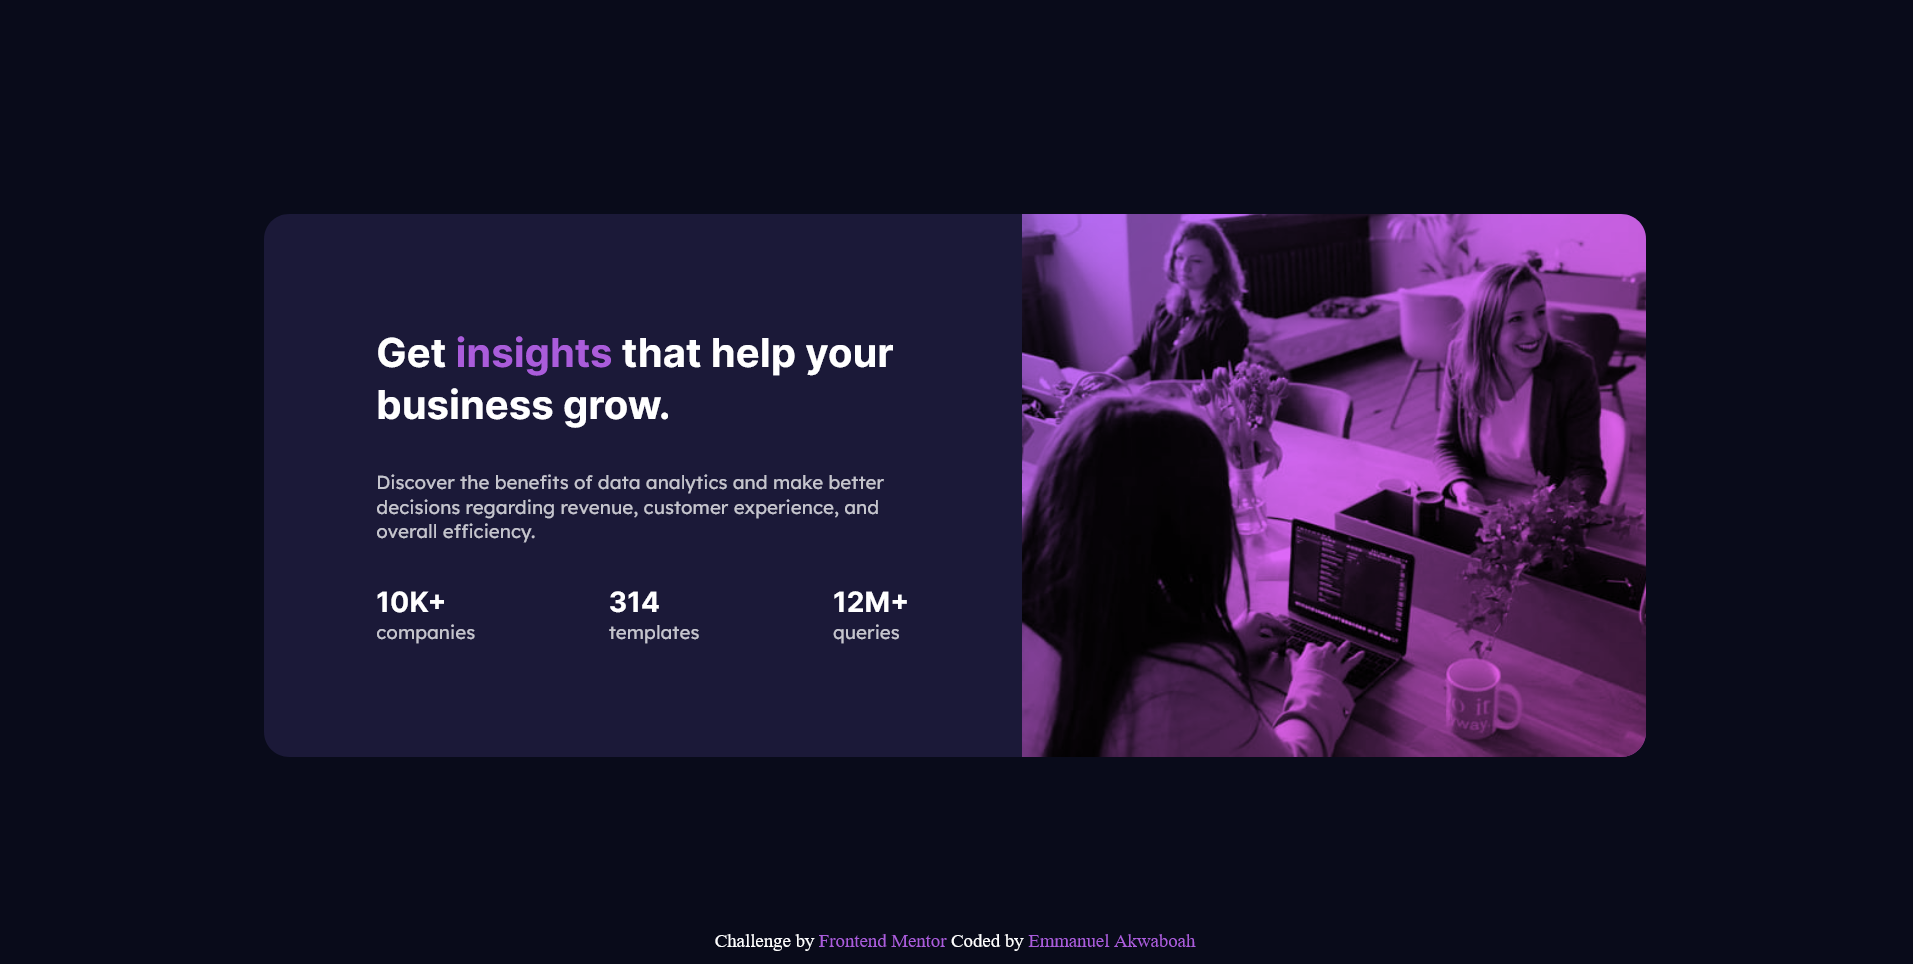 Get insights that help your
business grow.
Discover the benefits of data analytics and make better
decisions regarding revenue, customer experience, and
overall efficiency.
10K+
companies
314
templates
12M+
queries
Challenge by Frontend Mentor Coded by Emmanuel Akwaboah